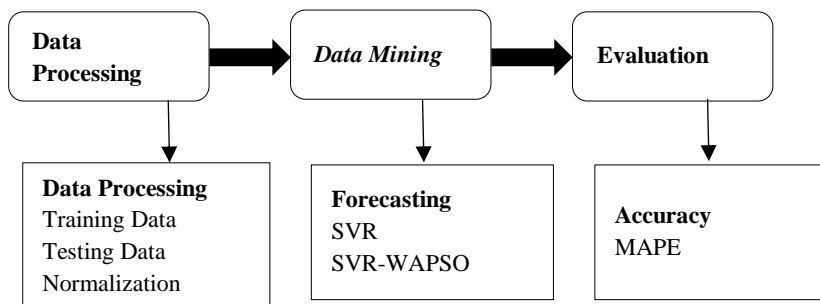 Data
Processing
Data Mining
Evaluation
Data Processing
Training Data
Testing Data
Normalization
Forecasting
SVR
SVR-WAPSO
Accuracy
MAPE